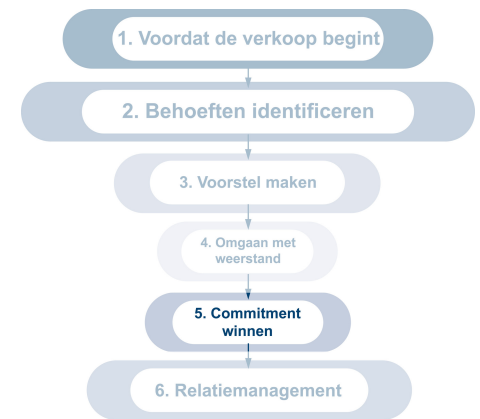 1. Voordat de verkoop begint
2. Behoeften identificeren
3. Voorstel maken
4. Omgaan met
weerstand
5. Commitment
winnen
6. Relatiemanagement